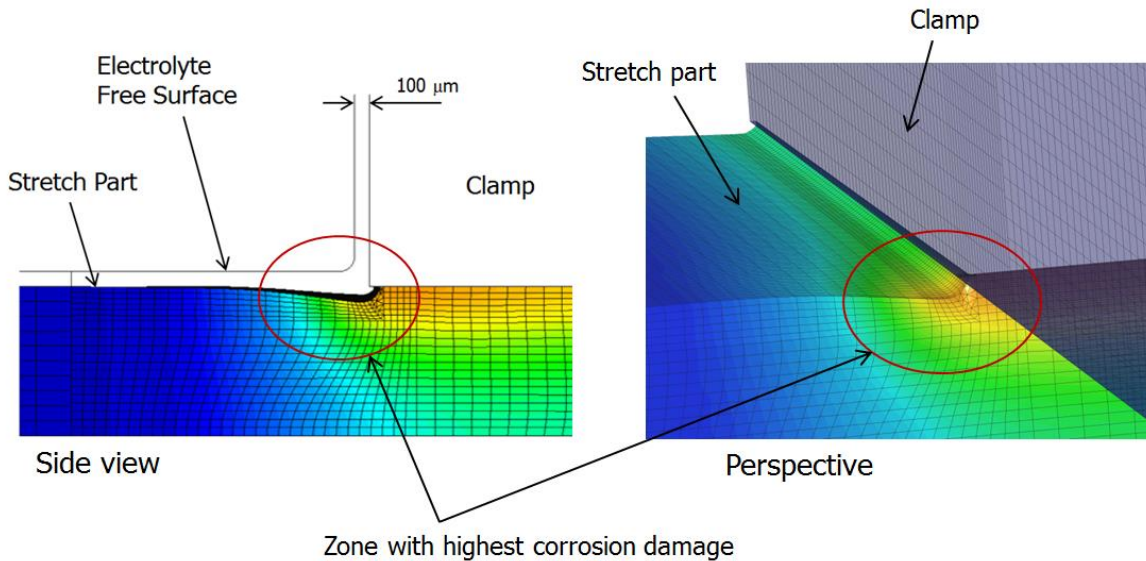 Electrolyte
Free Surface
100 μm
Stretch Part
Clamp
Side view
Clamp
Stretch part
Perspective
Zone with highest corrosion damage